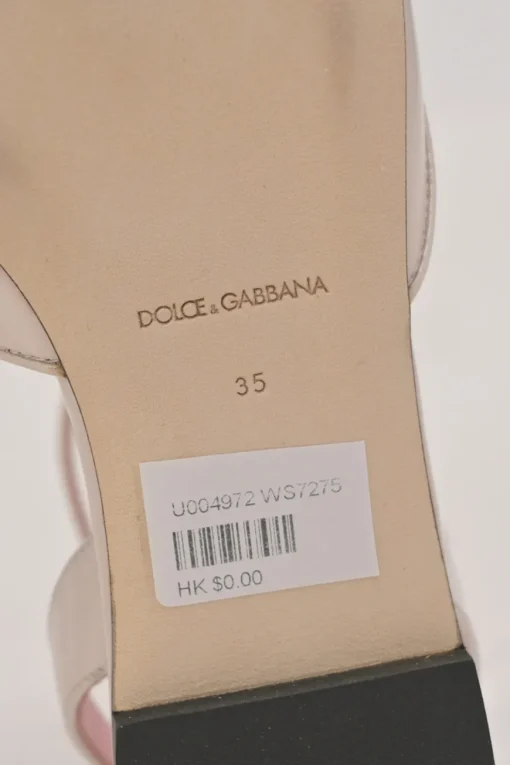 DOLCE & GABBANA
35
U004972 WS7275
HK $0.00